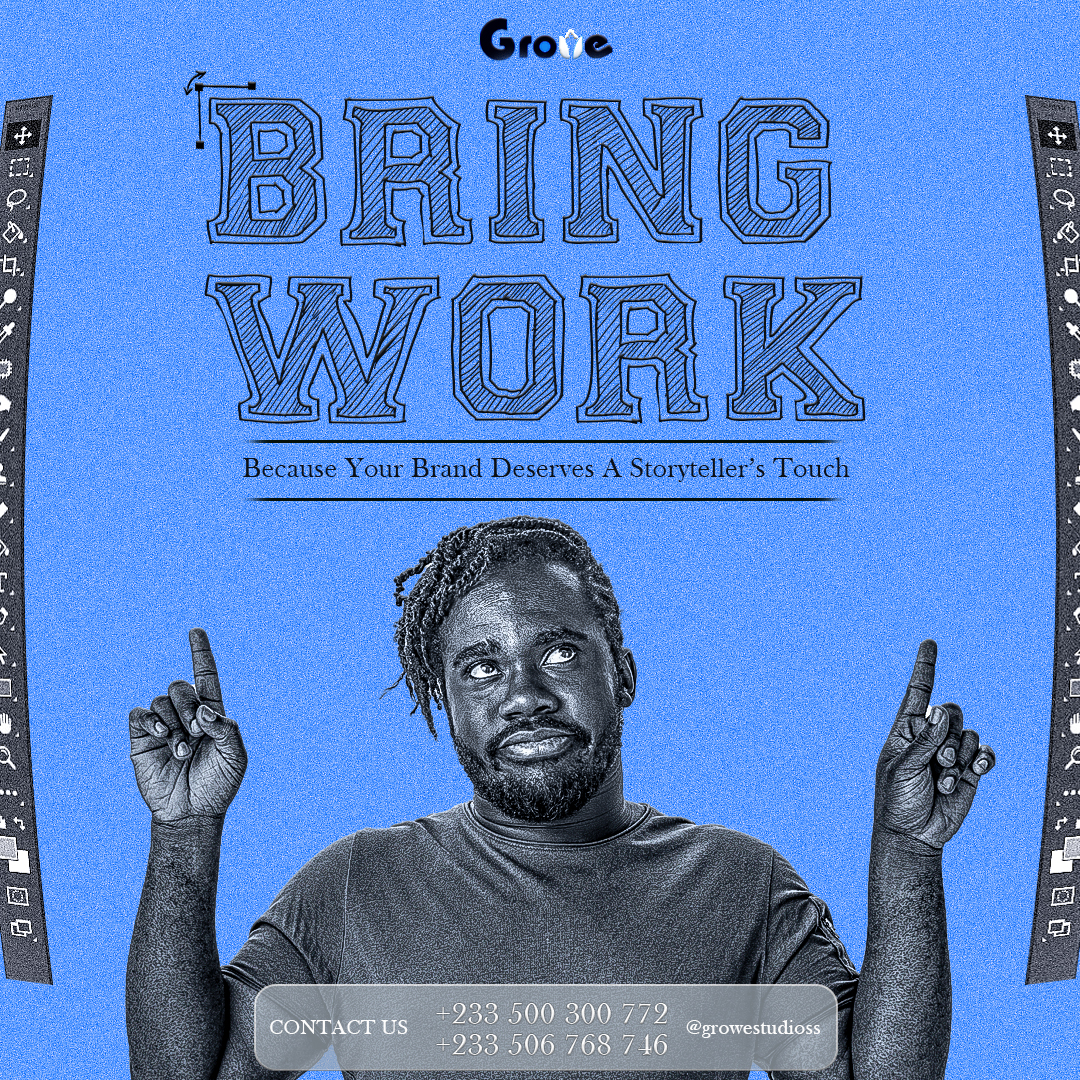 Growe
BRING
WORK
Because Your Brand Deserves A Storyteller's Touch
CONTACT US
+233 500 300 772
+233 506 768 746
@growestudioss